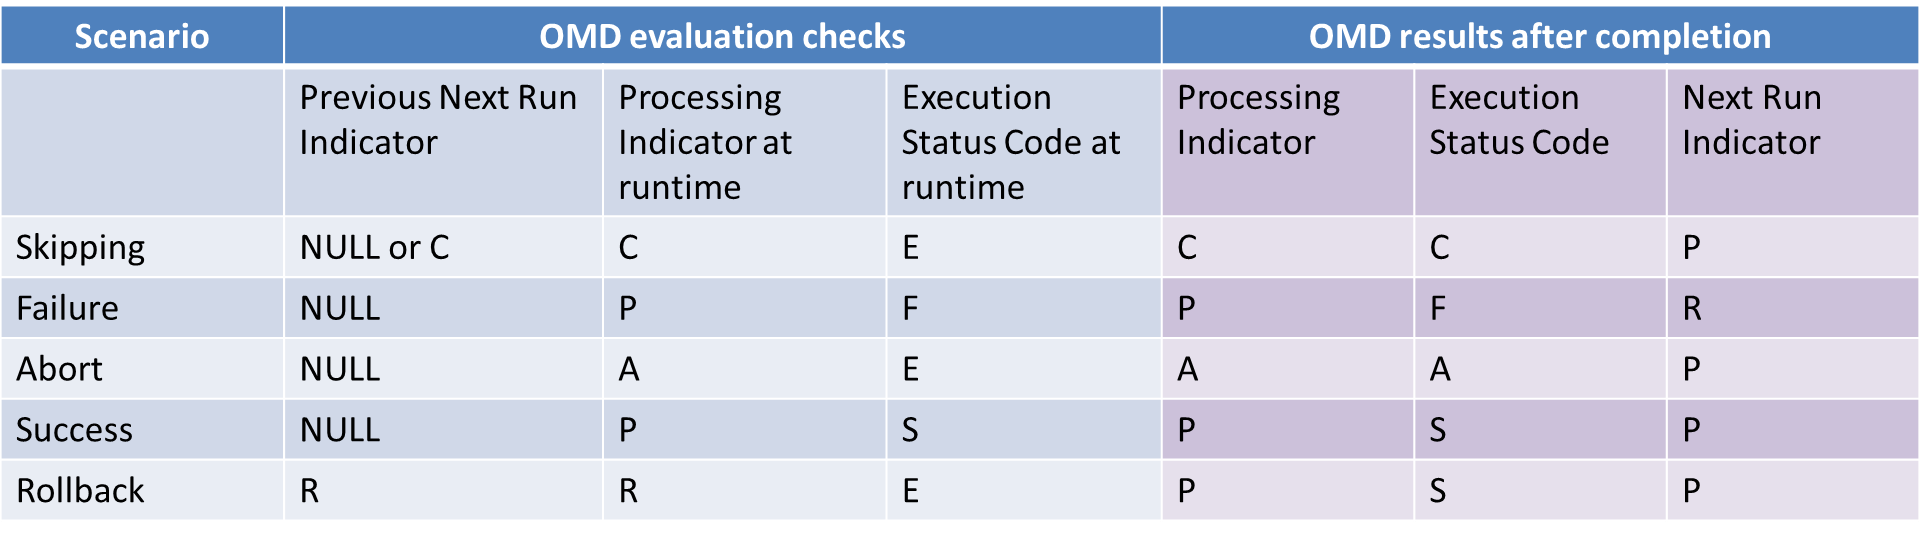 Scenario OMD evaluation checks OMD results after completion
Previous Next Run Processing Execution Processing Execution Next Run
Indicator Indicator at Status Code at Indicator Status Code Indicator
runtime runtime
Skipping NULL or C C E C C P
Failure NULL P F P F R
Abort NULL A E A A P
Success NULL P S P S P
Rollback R R E P S P